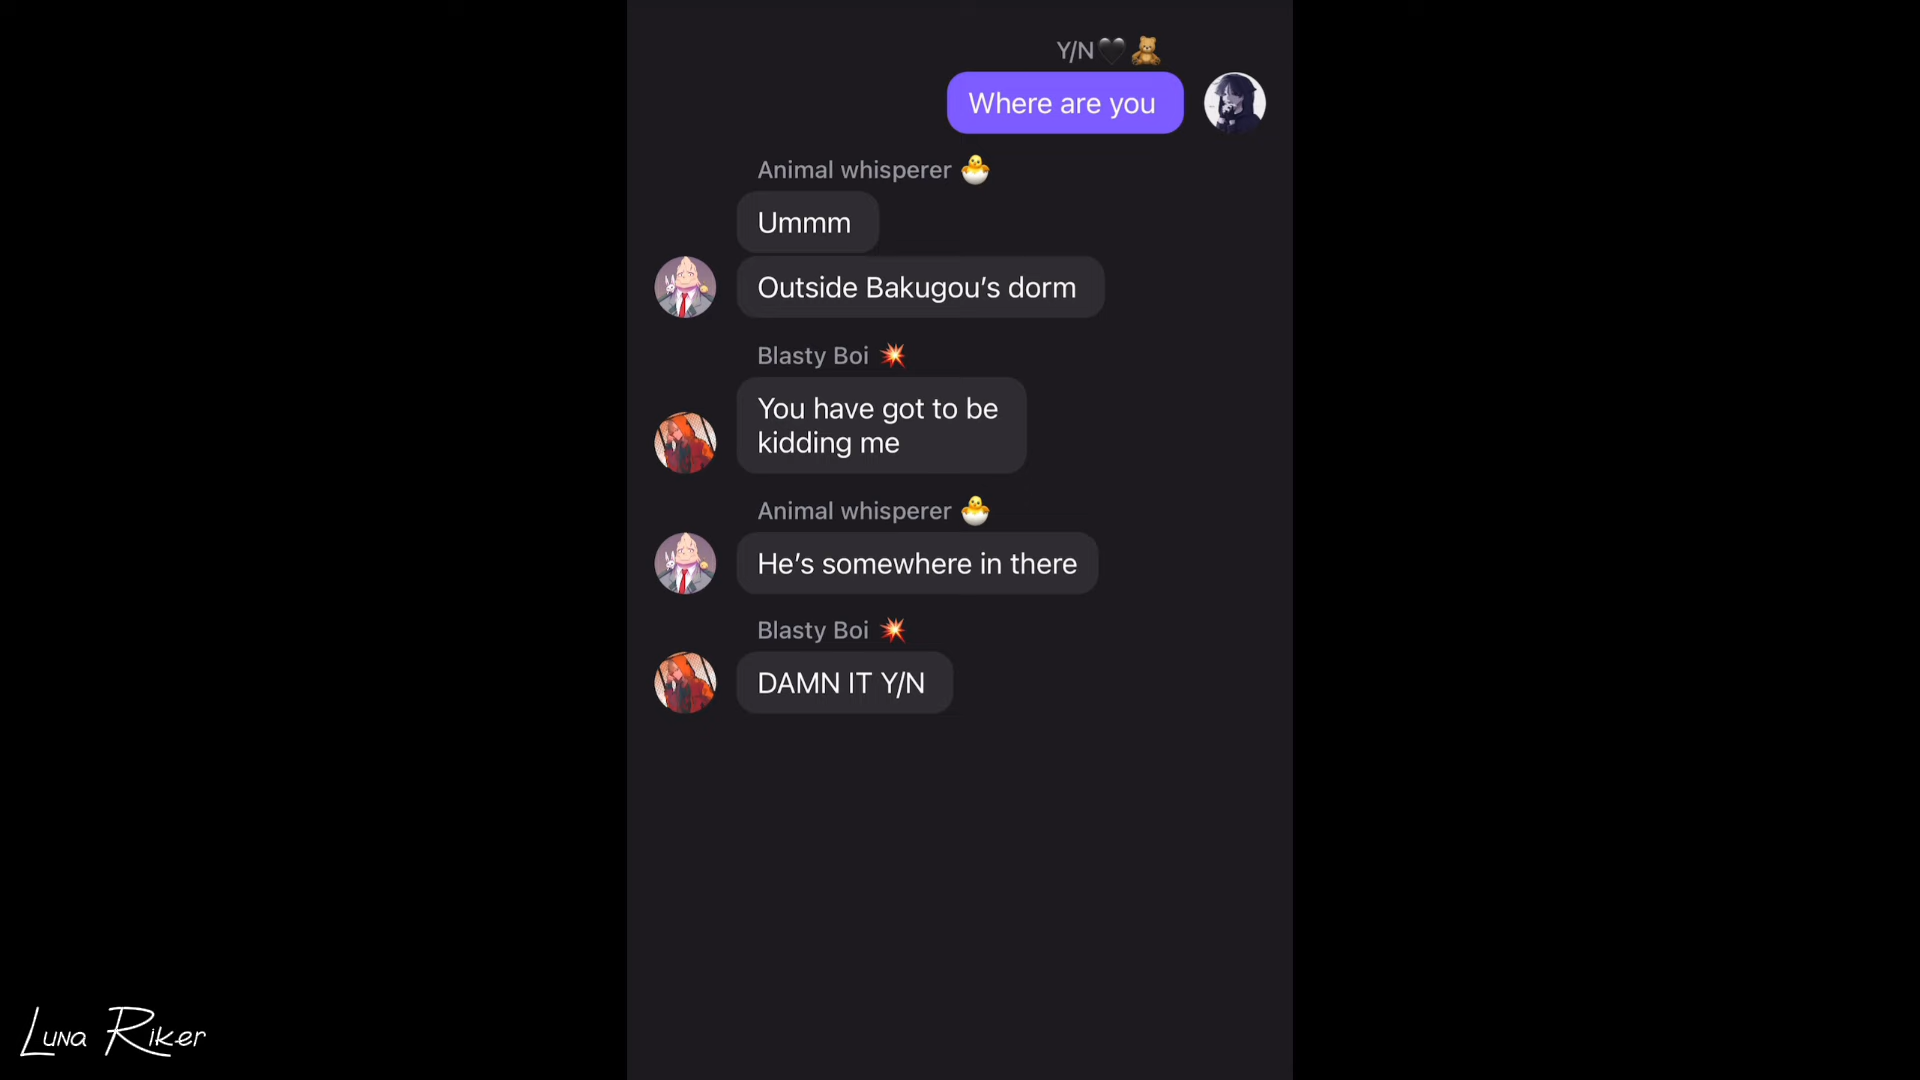 Y/N🖤🧸
Where are you
Animal whisperer 🐣
Ummm
Outside Bakugou’s dorm
Blasty Boi 💥
You have got to be
kidding me
Animal whisperer 🐣
He’s somewhere in there
Blasty Boi 💥
DAMN IT Y/N
Luna Riker